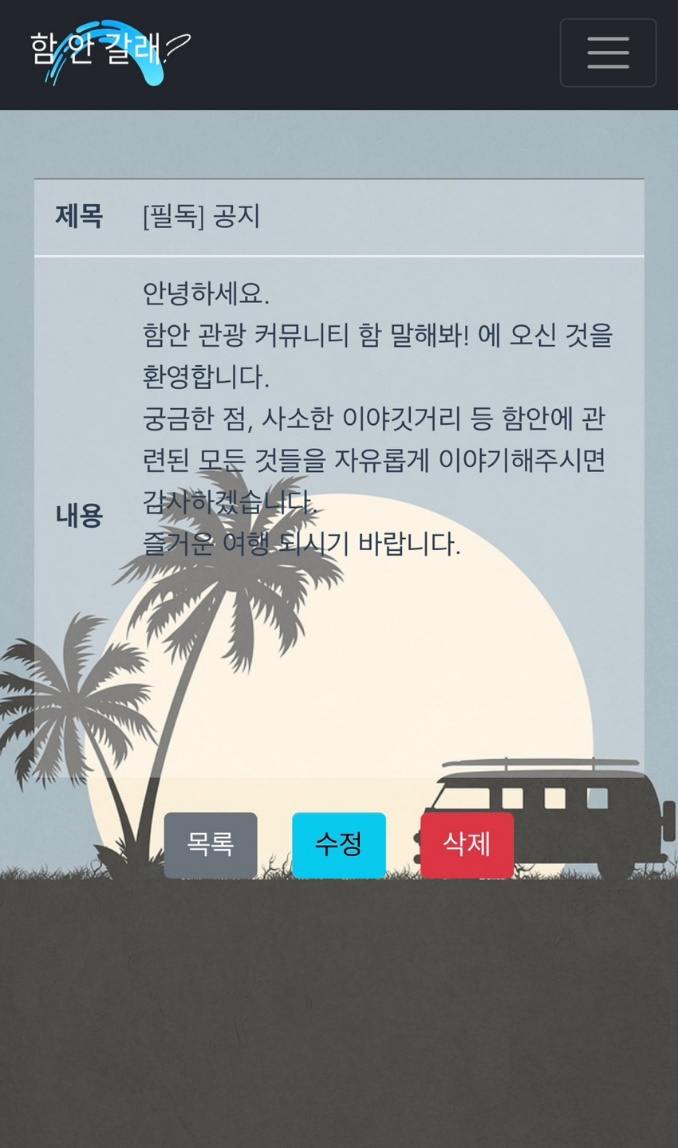 함 안 갈래?
제목 [필독] 공지
안녕하세요.
함안 관광 커뮤니티 함 말해봐! 에 오신 것을
환영합니다.
궁금한 점, 사소한 이야깃거리 등 함안에 관
련된 모든 것들을 자유롭게 이야기해주시면
감사하겠습니다.
내용
즐거운 여행 되시기 바랍니다.
목록 수정 삭제